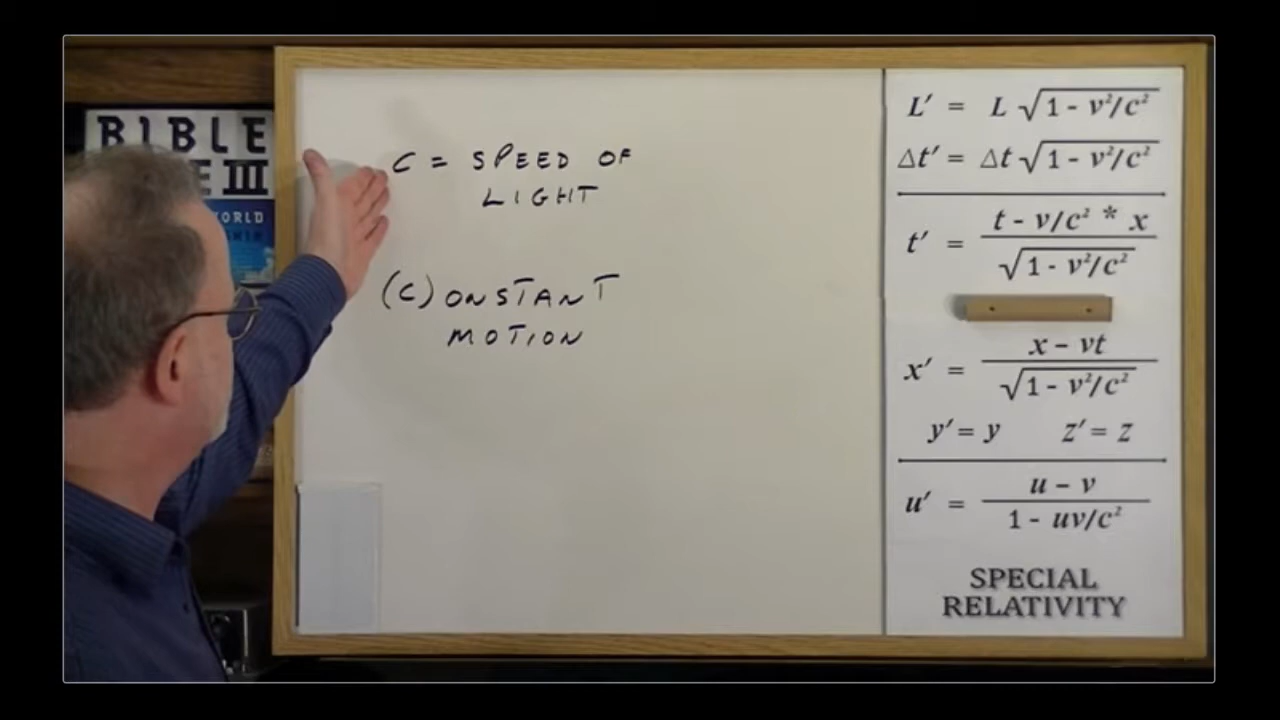 BIBLE
III
WORLD
C = SPEED OF
LIGHT
(C)ONSTANT
MOTION
L′ = L √1 - v²/c²
Δt′ = Δt √1 - v²/c²
t′ = t - v/c² * x / √1 - v²/c²
x′ = x - vt / √1 - v²/c²
y′ = y z′ = z
u′ = u - v / 1 - uv/c²
SPECIAL
RELATIVITY